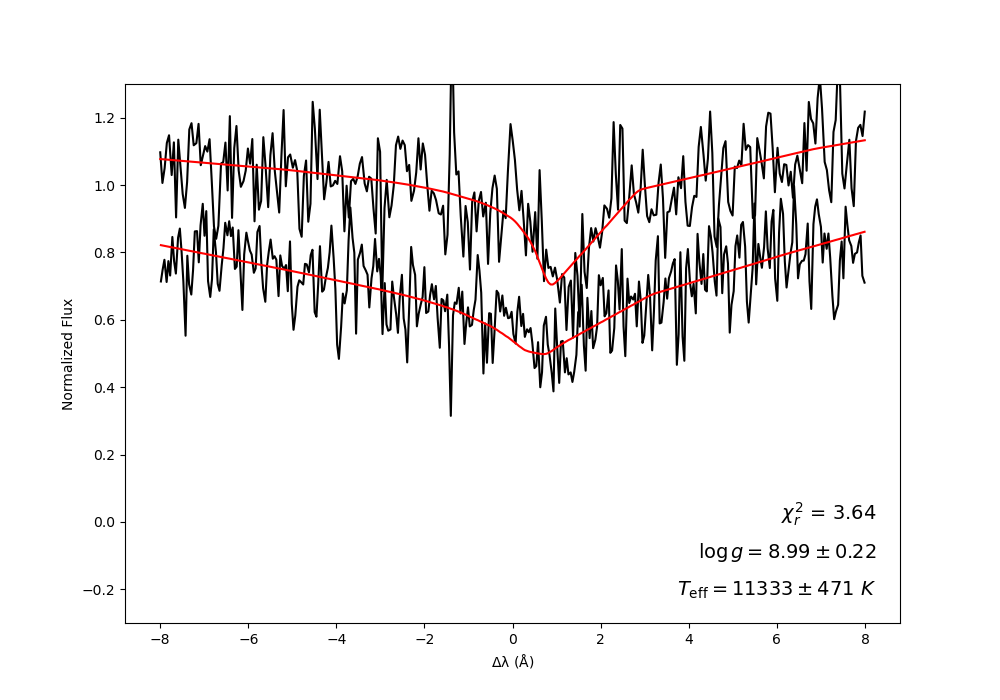 1.2
1.0
0.8
0.6
0.4
0.2
0.0
−0.2
Normalized Flux
χ²ᵣ = 3.64
log g = 8.99 ± 0.22
T_eff = 11333 ± 471 K
−8 −6 −4 −2 0 2 4 6 8
Δλ (Å)